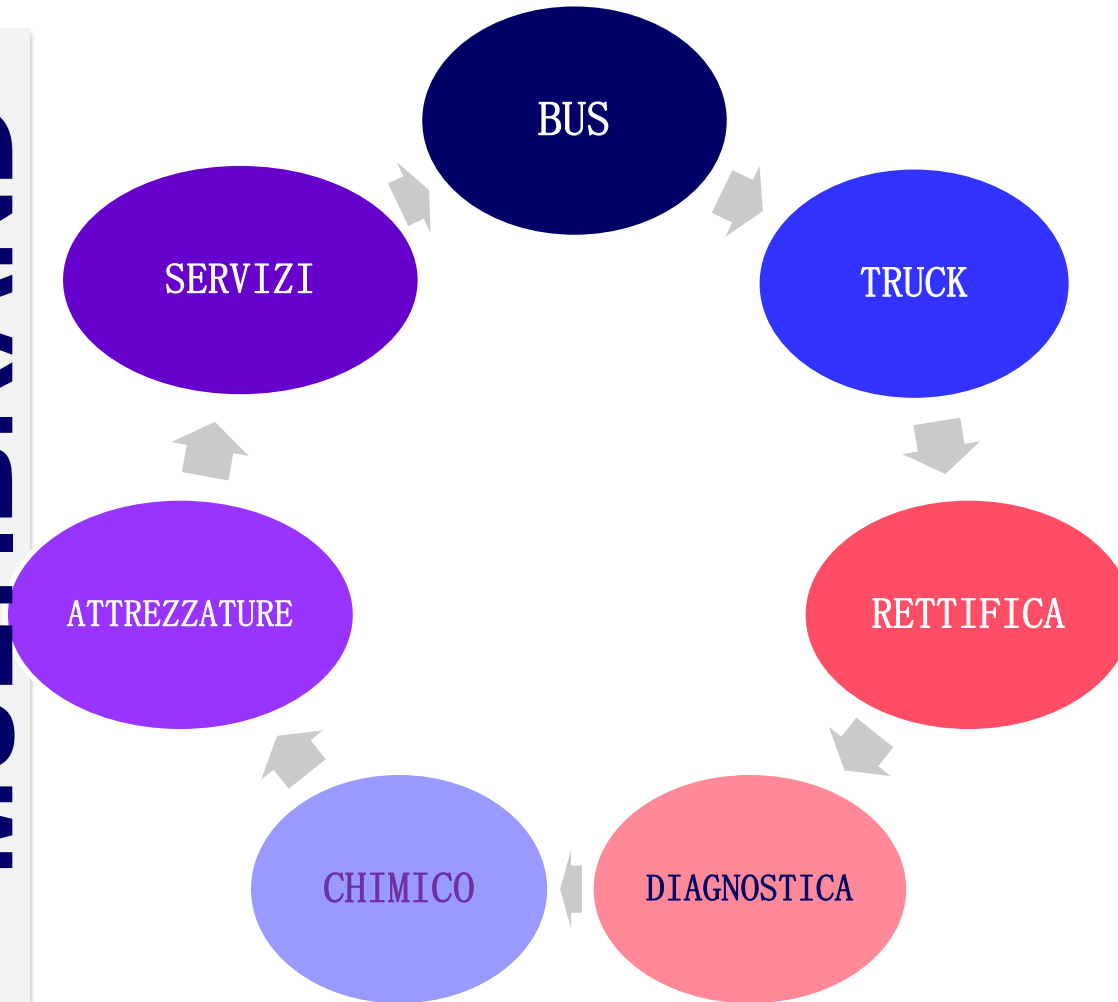 BUS
TRUCK
RETTIFICA
DIAGNOSTICA
CHIMICO
ATTREZZATURE
SERVIZI